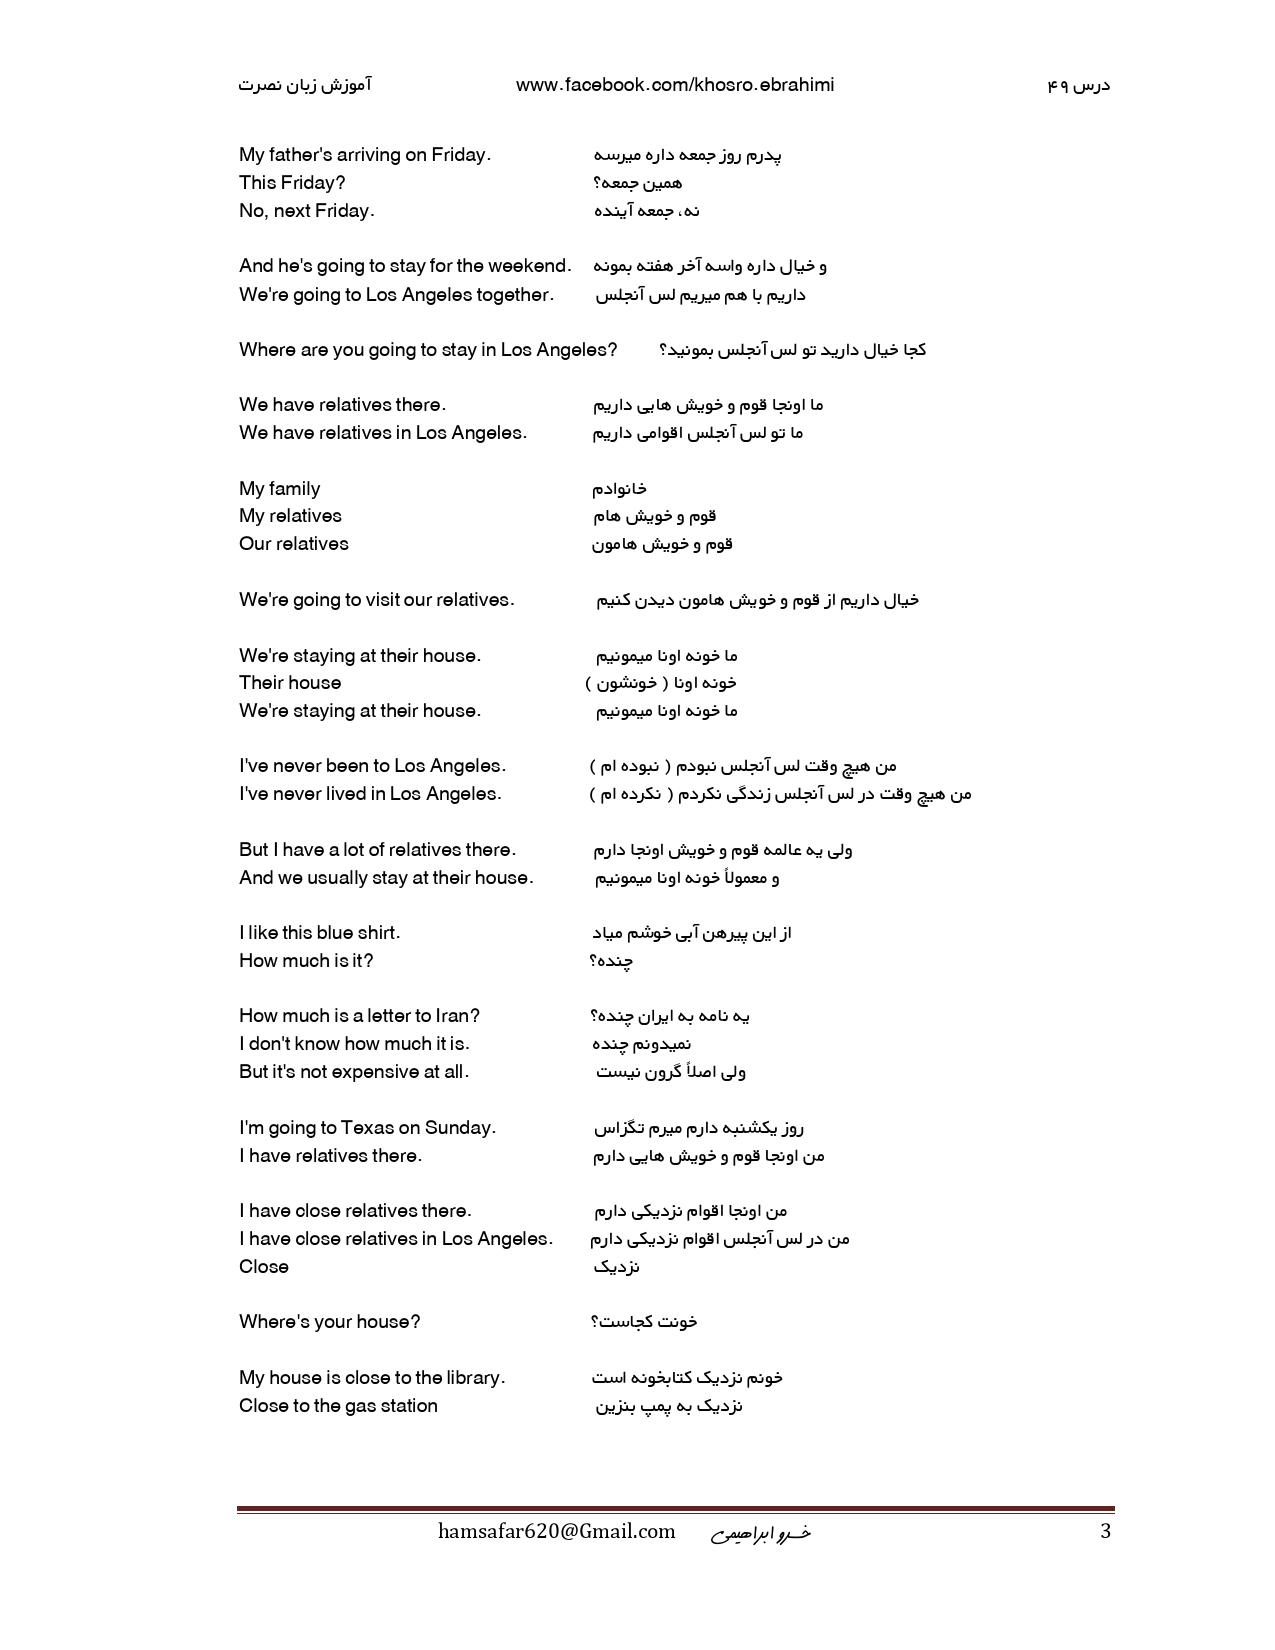 آموزش زبان نصرت www.facebook.com/khosro.ebrahimi درس ۴۹
My father's arriving on Friday. پدرم روز جمعه داره میرسه
This Friday? همین جمعه؟
No, next Friday. نه، جمعه آینده
And he's going to stay for the weekend. و خیال داره واسه آخر هفته بمونه
We're going to Los Angeles together. داریم با هم میریم لس آنجلس
Where are you going to stay in Los Angeles? کجا خیال دارید تو لس آنجلس بمونید؟
We have relatives there. ما اونجا قوم و خویش هایی داریم
We have relatives in Los Angeles. ما تو لس آنجلس اقوامی داریم
My family خانوادم
My relatives قوم و خویش هام
Our relatives قوم و خویش هامون
We're going to visit our relatives. خیال داریم از قوم و خویش هامون دیدن کنیم
We're staying at their house. ما خونه اونا میمونیم
Their house خونه اونا ( خونشون )
We're staying at their house. ما خونه اونا میمونیم
I've never been to Los Angeles. من هیچ وقت لس آنجلس نبودم ( نبوده ام )
I've never lived in Los Angeles. من هیچ وقت در لس آنجلس زندگی نکردم ( نکرده ام )
But I have a lot of relatives there. ولی یه عالمه قوم و خویش اونجا دارم
And we usually stay at their house. و معمولاً خونه اونا میمونیم
I like this blue shirt. از این پیرهن آبی خوشم میاد
How much is it? چنده؟
How much is a letter to Iran? یه نامه به ایران چنده؟
I don't know how much it is. نمیدونم چنده
But it's not expensive at all. ولی اصلاً گرون نیست
I'm going to Texas on Sunday. روز یکشنبه دارم میرم تگزاس
I have relatives there. من اونجا قوم و خویش هایی دارم
I have close relatives there. من اونجا اقوام نزدیکی دارم
I have close relatives in Los Angeles. من در لس آنجلس اقوام نزدیکی دارم
Close نزدیک
Where's your house? خونت کجاست؟
My house is close to the library. خونم نزدیک کتابخونه است
Close to the gas station نزدیک به پمپ بنزین
hamsafar620@Gmail.com خسرو ابراهیمی 3